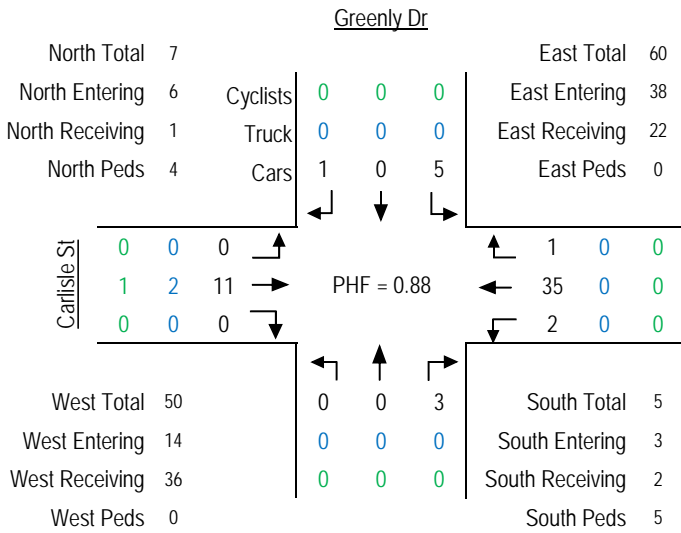 Greenly Dr
North Total 7
East Total 60
North Entering 6
Cyclists 0 0 0
East Entering 38
North Receiving 1
Truck 0 0 0
East Receiving 22
North Peds 4
Cars 1 0 5
East Peds 0
Carlisle St
0 0 0
1 0 0
1 2 11
PHF = 0.88
35 0 0
0 0 0
2 0 0
West Total 50
0 0 3
South Total 5
West Entering 14
0 0 0
South Entering 3
West Receiving 36
0 0 0
South Receiving 2
West Peds 0
South Peds 5